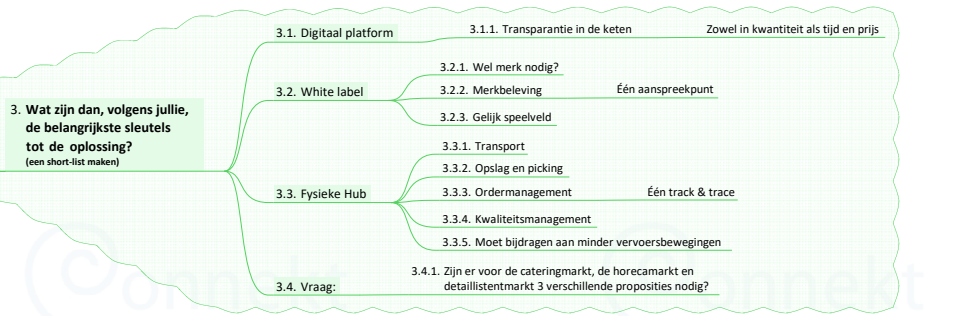 3.1. Digitaal platform
3.1.1. Transparantie in de keten
Zowel in kwantiteit als tijd en prijs
3.2.1. Wel merk nodig?
3.2. White label
3.2.2. Merkbeleving
Één aanspreekpunt
3.2.3. Gelijk speelveld
3. Wat zijn dan, volgens jullie,
de belangrijkste sleutels
tot de oplossing?
(een short-list maken)
3.3.1. Transport
3.3.2. Opslag en picking
3.3. Fysieke Hub
3.3.3. Ordermanagement
Één track & trace
3.3.4. Kwaliteitsmanagement
3.3.5. Moet bijdragen aan minder vervoersbewegingen
3.4. Vraag:
3.4.1. Zijn er voor de cateringmarkt, de horecamarkt en
detaillistentmarkt 3 verschillende proposities nodig?
Connekt
Connekt